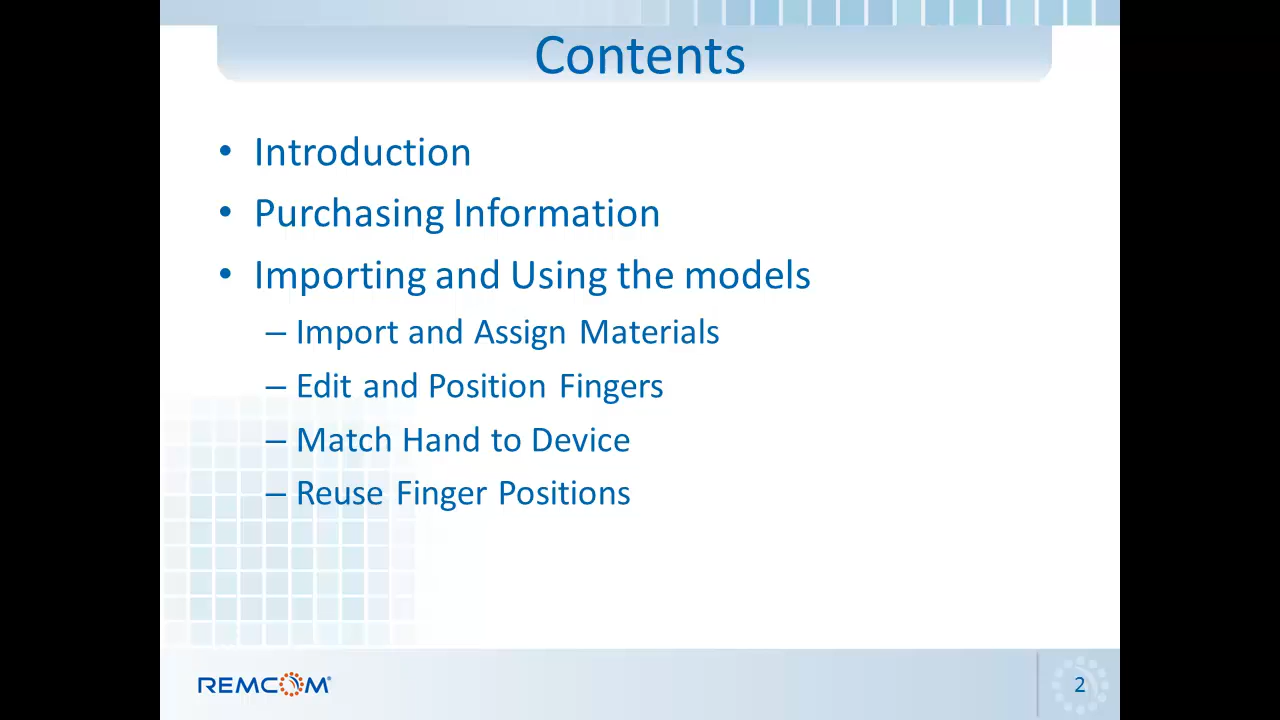 Contents
• Introduction
• Purchasing Information
• Importing and Using the models
– Import and Assign Materials
– Edit and Position Fingers
– Match Hand to Device
– Reuse Finger Positions
REMCOM®
2